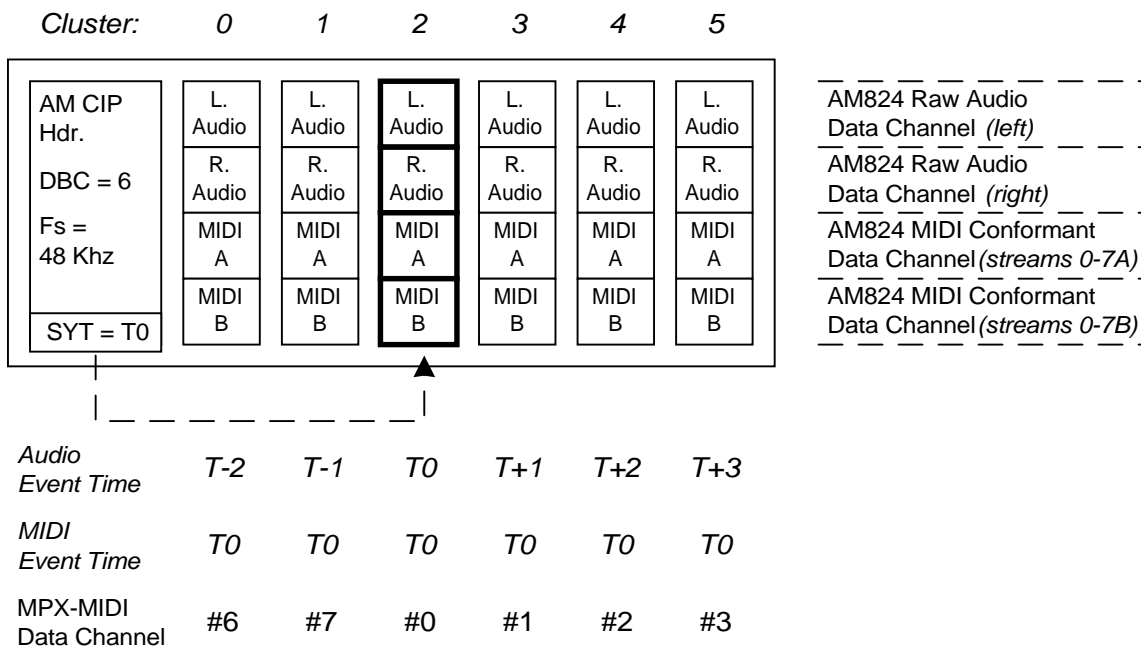 Cluster: 0 1 2 3 4 5
AM CIP
Hdr.
DBC = 6
Fs =
48 Khz
SYT = T0
L.
Audio
R.
Audio
MIDI
A
MIDI
B
L.
Audio
R.
Audio
MIDI
A
MIDI
B
L.
Audio
R.
Audio
MIDI
A
MIDI
B
L.
Audio
R.
Audio
MIDI
A
MIDI
B
L.
Audio
R.
Audio
MIDI
A
MIDI
B
L.
Audio
R.
Audio
MIDI
A
MIDI
B
AM824 Raw Audio
Data Channel (left)
AM824 Raw Audio
Data Channel (right)
AM824 MIDI Conformant
Data Channel (streams 0-7A)
AM824 MIDI Conformant
Data Channel (streams 0-7B)
Audio
Event Time
T-2 T-1 T0 T+1 T+2 T+3
MIDI
Event Time
T0 T0 T0 T0 T0 T0
MPX-MIDI
Data Channel
#6 #7 #0 #1 #2 #3